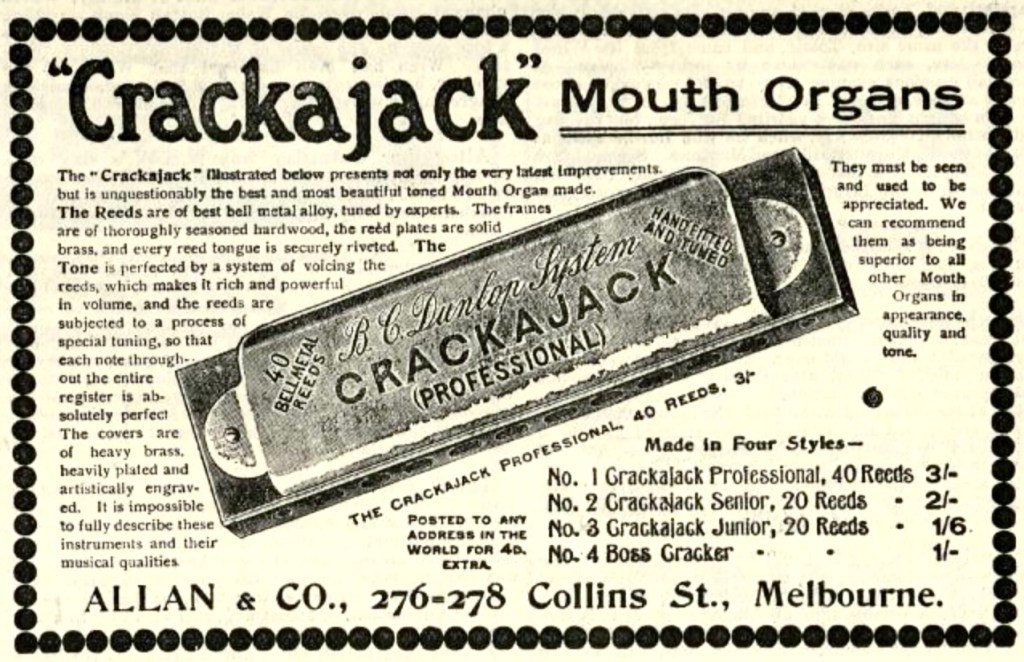 "Crackajack" Mouth Organs
The "Crackajack" illustrated below presents not only the very latest improvements.
but is unquestionably the best and most beautiful toned Mouth Organ made.
The Reeds are of best bell metal alloy, tuned by experts. The frames
are of thoroughly seasoned hardwood, the reed plates are solid
brass, and every reed tongue is securely riveted. The
Tone is perfected by a system of voicing the
reeds, which makes it rich and powerful
in volume, and the reeds are
subjected to a process of
special tuning, so that
each note through-
out the entire
register is ab-
solutely perfect
The covers are
of heavy brass,
heavily plated and
artistically engrav-
ed. It is impossible
to fully describe these
instruments and their
musical qualities
They must be seen
and used to be
appreciated. We
can recommend
them as being
superior to all
other Mouth
Organs in
appearance,
quality and
tone.
B. C. Dunlop System
HAND FITTED
AND TUNED
40
BELLMETAL
REEDS
CRACKAJACK
(PROFESSIONAL)
THE CRACKAJACK PROFESSIONAL, 40 REEDS, 3/-
POSTED TO ANY
ADDRESS IN THE
WORLD FOR 4D.
EXTRA.
Made in Four Styles—
No. 1 Crackajack Professional, 40 Reeds 3/-
No. 2 Crackajack Senior, 20 Reeds - 2/-
No. 3 Crackajack Junior, 20 Reeds - 1/6
No. 4 Boss Cracker - - 1/-
ALLAN & CO., 276-278 Collins St., Melbourne.